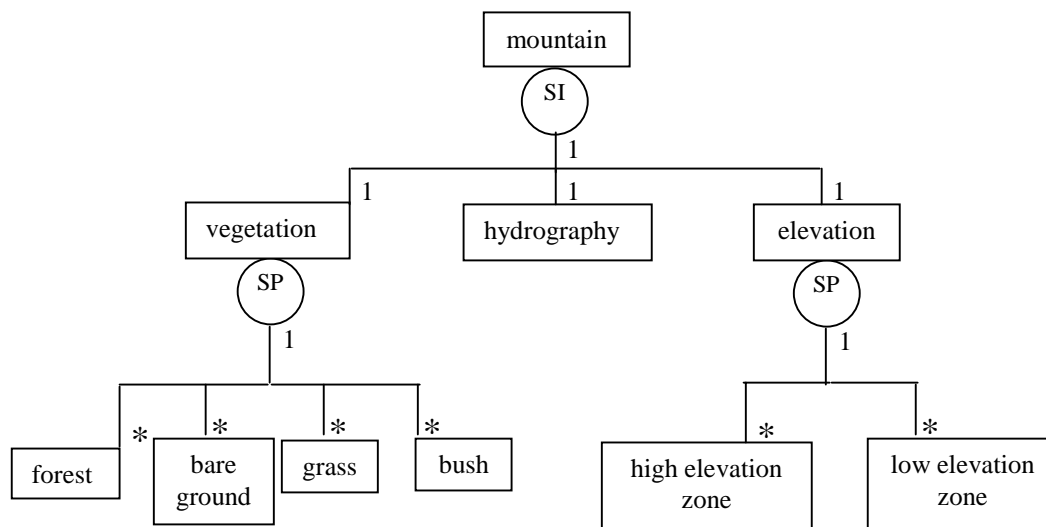 mountain
SI
1
1 1 1
vegetation hydrography elevation
SP SP
1 1
* * * * * *
forest bare ground grass bush high elevation zone low elevation zone